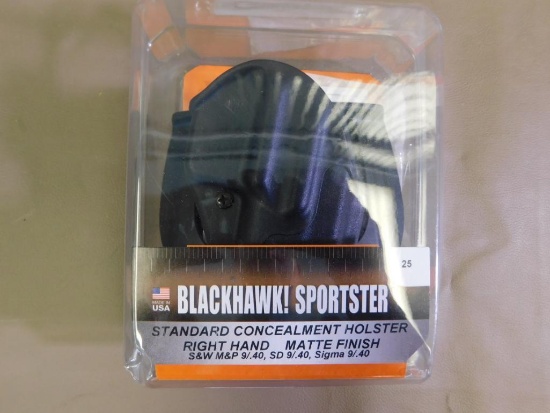 25
MADE IN
USA
BLACKHAWK! SPORTSTER
STANDARD CONCEALMENT HOLSTER
RIGHT HAND MATTE FINISH
S&W M&P 9/.40, SD 9/.40, Sigma 9/.40